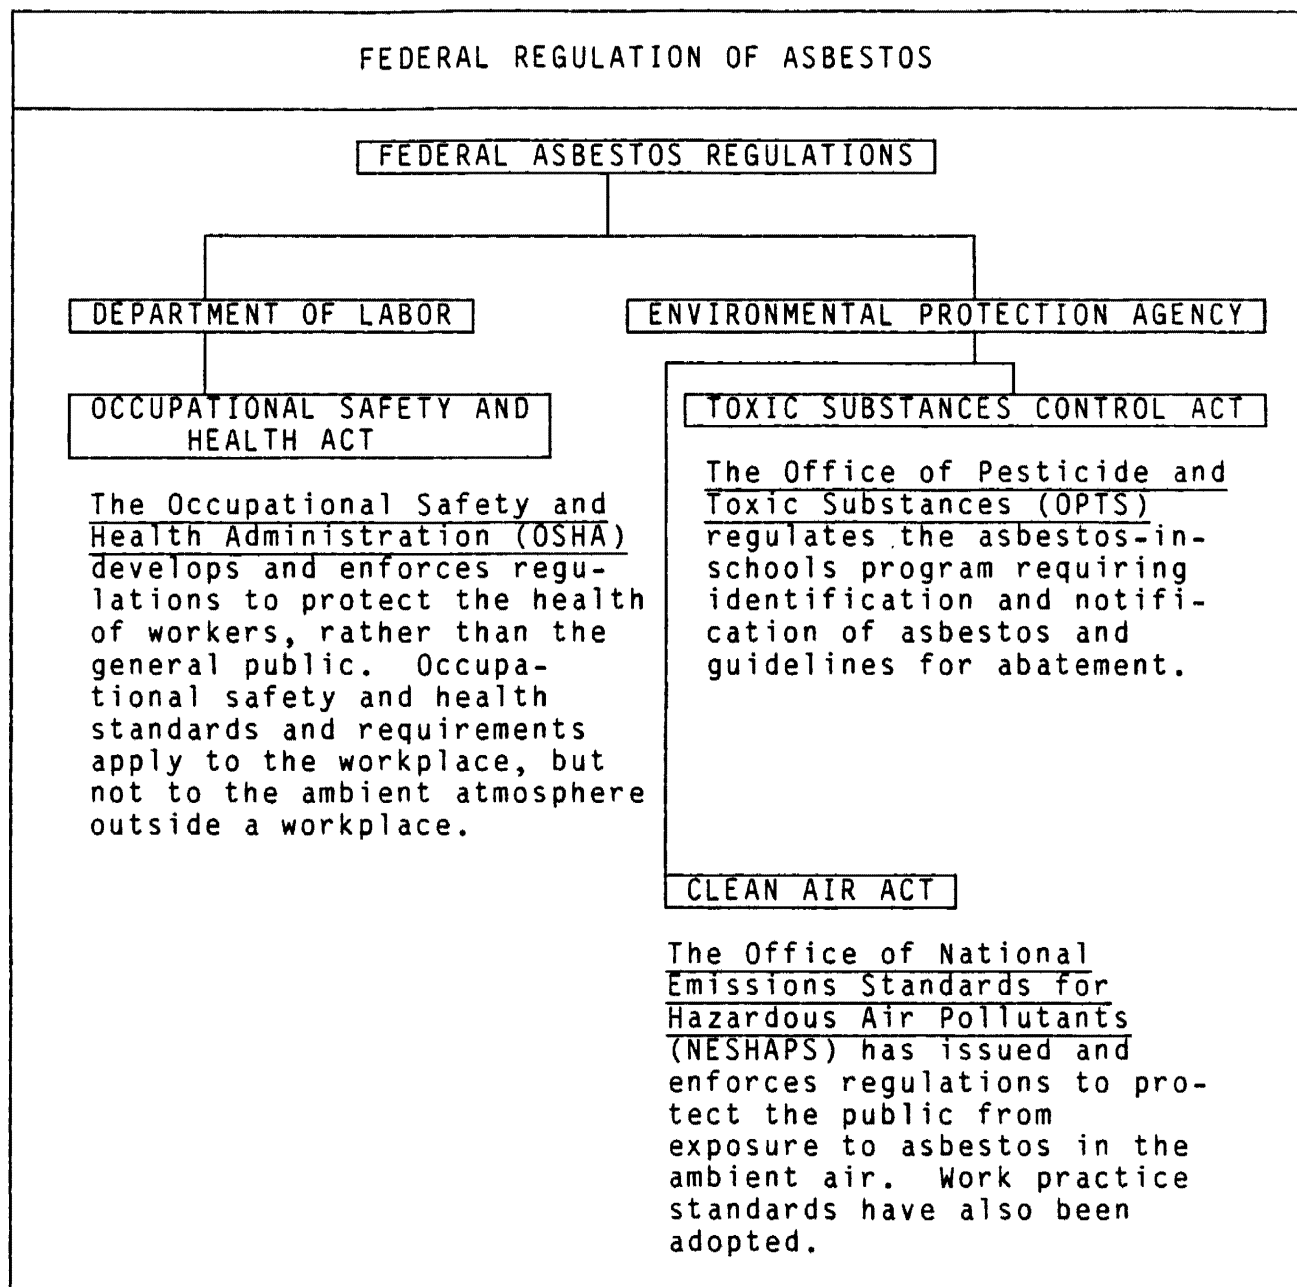 FEDERAL REGULATION OF ASBESTOS
FEDERAL ASBESTOS REGULATIONS
DEPARTMENT OF LABOR
ENVIRONMENTAL PROTECTION AGENCY
OCCUPATIONAL SAFETY AND
HEALTH ACT
The Occupational Safety and
Health Administration (OSHA)
develops and enforces regu-
lations to protect the health
of workers, rather than the
general public. Occupa-
tional safety and health
standards and requirements
apply to the workplace, but
not to the ambient atmosphere
outside a workplace.
TOXIC SUBSTANCES CONTROL ACT
The Office of Pesticide and
Toxic Substances (OPTS)
regulates the asbestos-in-
schools program requiring
identification and notifi-
cation of asbestos and
guidelines for abatement.
CLEAN AIR ACT
The Office of National
Emissions Standards for
Hazardous Air Pollutants
(NESHAPS) has issued and
enforces regulations to pro-
tect the public from
exposure to asbestos in the
ambient air. Work practice
standards have also been
adopted.